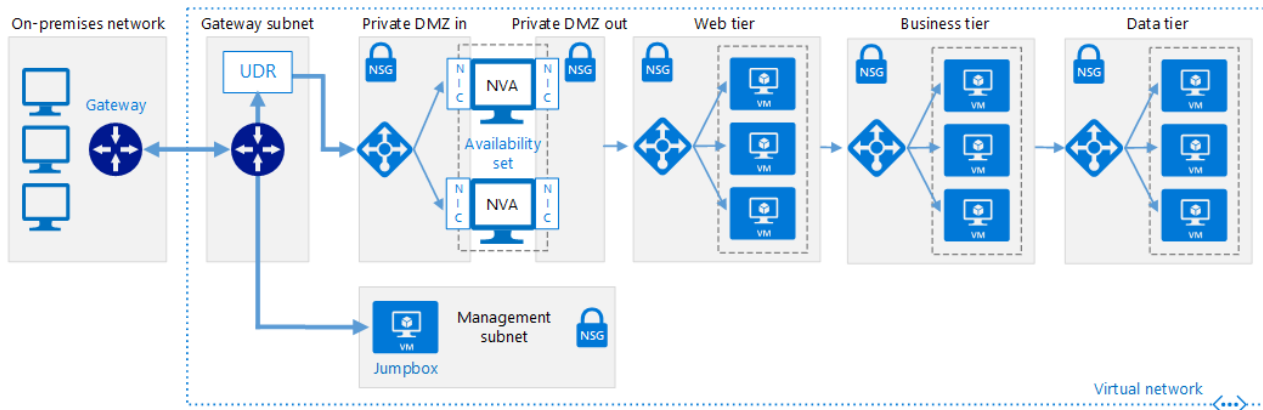 On-premises network
Gateway subnet
Private DMZ in
Private DMZ out
Web tier
Business tier
Data tier
Gateway
UDR
NSG
N
I
C
NVA
N
I
C
NSG
Availability
set
N
I
C
NVA
N
I
C
NSG
VM
VM
VM
NSG
VM
VM
VM
NSG
VM
VM
VM
VM
Jumpbox
Management
subnet
NSG
Virtual network